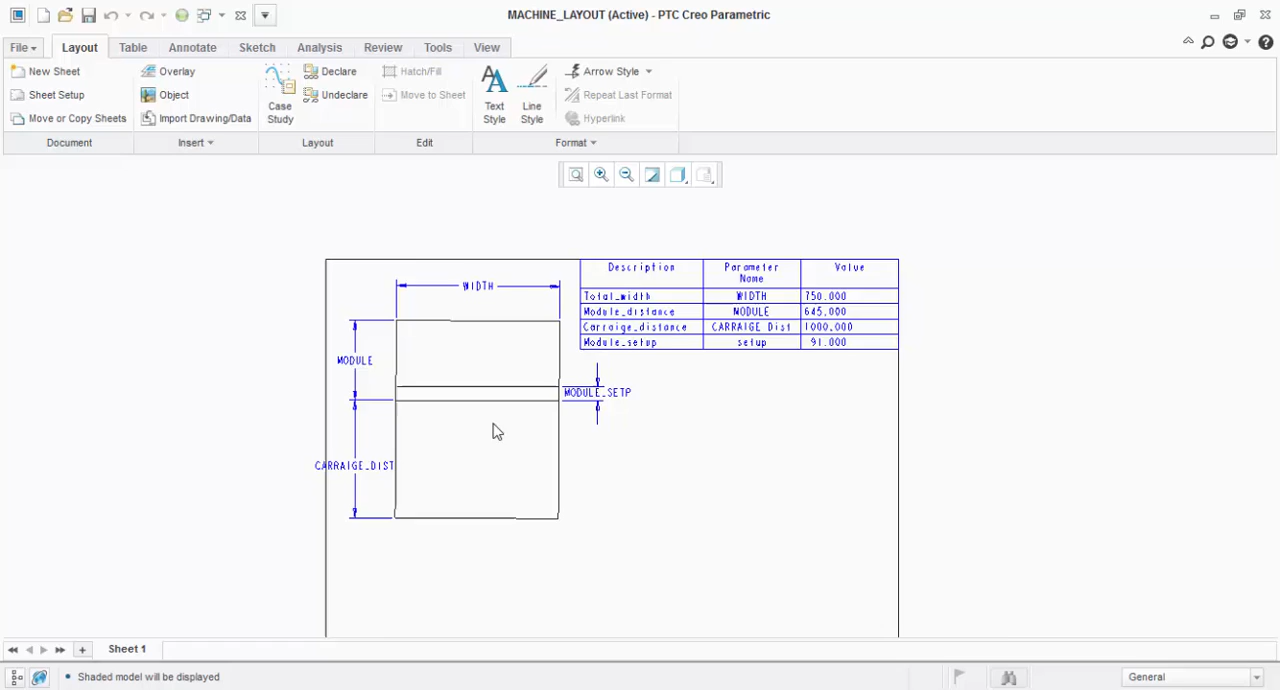 MACHINE_LAYOUT (Active) - PTC Creo Parametric
File Layout Table Annotate Sketch Analysis Review Tools View
New Sheet
Sheet Setup
Move or Copy Sheets
Document
Overlay
Object
Import Drawing/Data
Insert
Case
Study
Declare
Undeclare
Layout
Hatch/Fill
Move to Sheet
Edit
Text
Style
Line
Style
Arrow Style
Repeat Last Format
Hyperlink
Format
WIDTH
MODULE
MODULE_SETP
CARRAIGE_DIST
Description Parameter Name Value
Total_width WIDTH 750.000
Module_distance MODULE 645.000
Carraige_distance CARRAIGE Dist 1000.000
Module_setup setup 91.000
Sheet 1
Shaded model will be displayed
General